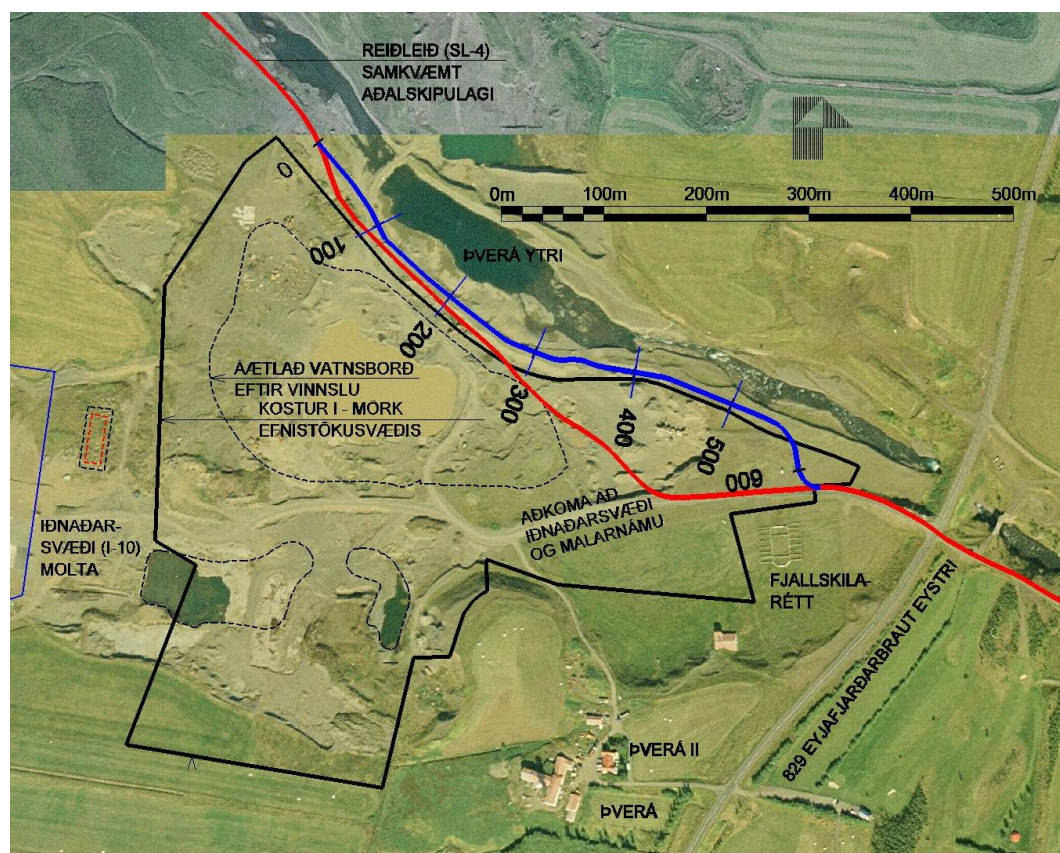 REIÐLEIÐ (SL-4)
SAMKVÆMT
AÐALSKIPULAGI
0m 100m 200m 300m 400m 500m
0
100
ÞVERÁ YTRI
200
ÁÆTLAÐ VATNSBORÐ
EFTIR VINNSLU
KOSTUR I - MÖRK
EFNISTÖKUSVÆÐIS
300
400
500
600
AÐKOMA AÐ
IÐNAÐARSVÆÐI
OG MALARNÁMU
IÐNAÐAR-
SVÆÐI (I-10)
MOLTA
FJALLSKILA-
RÉTT
829 EYJAFJARÐARBRAUT EYSTRI
ÞVERÁ II
ÞVERÁ